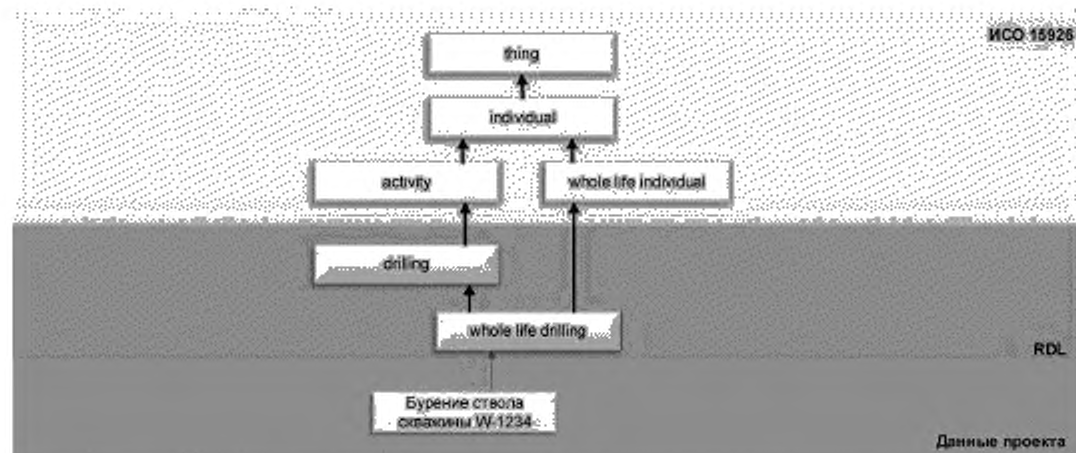 ИСО 15926
thing
individual
activity
whole life individual
drilling
whole life drilling
RDL
Бурение ствола
скважины W-1234
Данные проекта